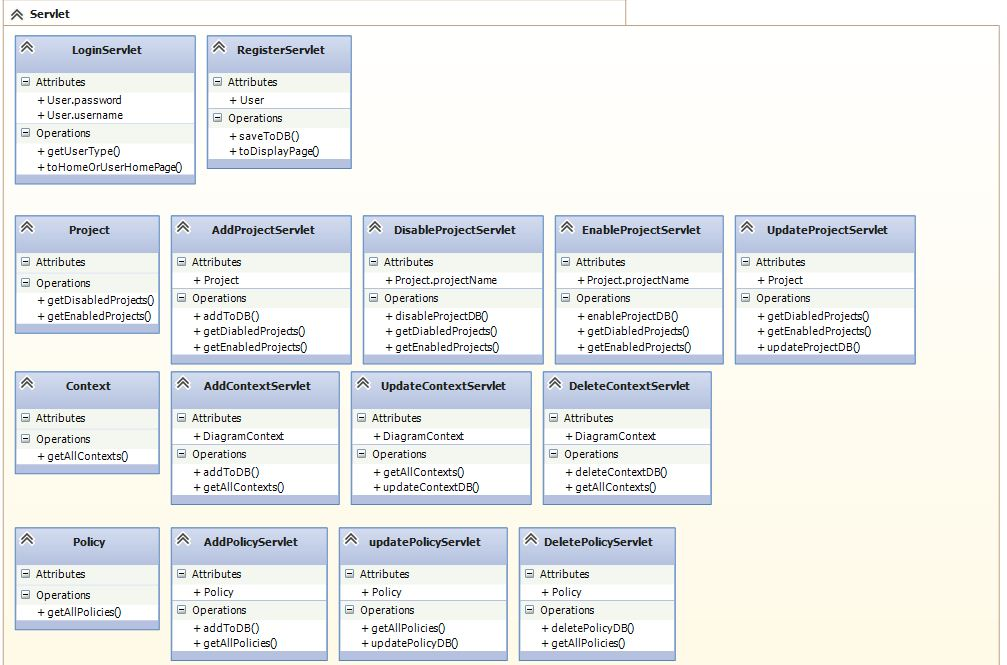 Servlet
LoginServlet
Attributes
+ User.password
+ User.username
Operations
+ getUserType()
+ toHomeOrUserHomePage()
RegisterServlet
Attributes
+ User
Operations
+ saveToDB()
+ toDisplayPage()
Project
Attributes
Operations
+ getDisabledProjects()
+ getEnabledProjects()
AddProjectServlet
Attributes
+ Project
Operations
+ addToDB()
+ getDiabledProjects()
+ getEnabledProjects()
DisableProjectServlet
Attributes
+ Project.projectName
Operations
+ disableProjectDB()
+ getDiabledProjects()
+ getEnabledProjects()
EnableProjectServlet
Attributes
+ Project.projectName
Operations
+ enableProjectDB()
+ getDiabledProjects()
+ getEnabledProjects()
UpdateProjectServlet
Attributes
+ Project
Operations
+ getDiabledProjects()
+ getEnabledProjects()
+ updateProjectDB()
Context
Attributes
Operations
+ getAllContexts()
AddContextServlet
Attributes
+ DiagramContext
Operations
+ addToDB()
+ getAllContexts()
UpdateContextServlet
Attributes
+ DiagramContext
Operations
+ getAllContexts()
+ updateContextDB()
DeleteContextServlet
Attributes
+ DiagramContext
Operations
+ deleteContextDB()
+ getAllContexts()
Policy
Attributes
Operations
+ getAllPolicies()
AddPolicyServlet
Attributes
+ Policy
Operations
+ addToDB()
+ getAllPolicies()
updatePolicyServlet
Attributes
+ Policy
Operations
+ getAllPolicies()
+ updatePolicyDB()
DeletePolicyServlet
Attributes
+ Policy
Operations
+ deletePolicyDB()
+ getAllPolicies()